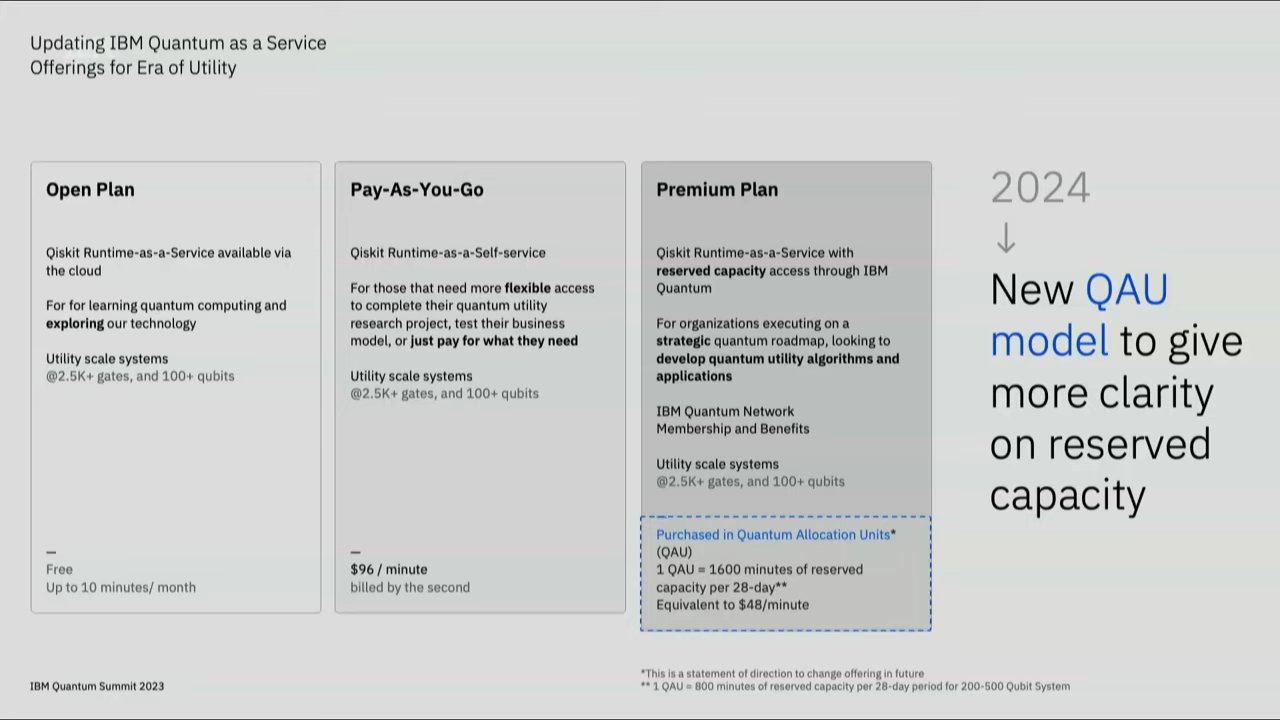 Updating IBM Quantum as a Service
Offerings for Era of Utility
Open Plan
Qiskit Runtime-as-a-Service available via
the cloud
For for learning quantum computing and
exploring our technology
Utility scale systems
@2.5K+ gates, and 100+ qubits
—
Free
Up to 10 minutes/ month
Pay-As-You-Go
Qiskit Runtime-as-a-Self-service
For those that need more flexible access
to complete their quantum utility
research project, test their business
model, or just pay for what they need
Utility scale systems
@2.5K+ gates, and 100+ qubits
—
$96 / minute
billed by the second
Premium Plan
Qiskit Runtime-as-a-Service with
reserved capacity access through IBM
Quantum
For organizations executing on a
strategic quantum roadmap, looking to
develop quantum utility algorithms and
applications
IBM Quantum Network
Membership and Benefits
Utility scale systems
@2.5K+ gates, and 100+ qubits
Purchased in Quantum Allocation Units*
(QAU)
1 QAU = 1600 minutes of reserved
capacity per 28-day**
Equivalent to $48/minute
2024
↓
New QAU
model to give
more clarity
on reserved
capacity
IBM Quantum Summit 2023
*This is a statement of direction to change offering in future
** 1 QAU = 800 minutes of reserved capacity per 28-day period for 200-500 Qubit System